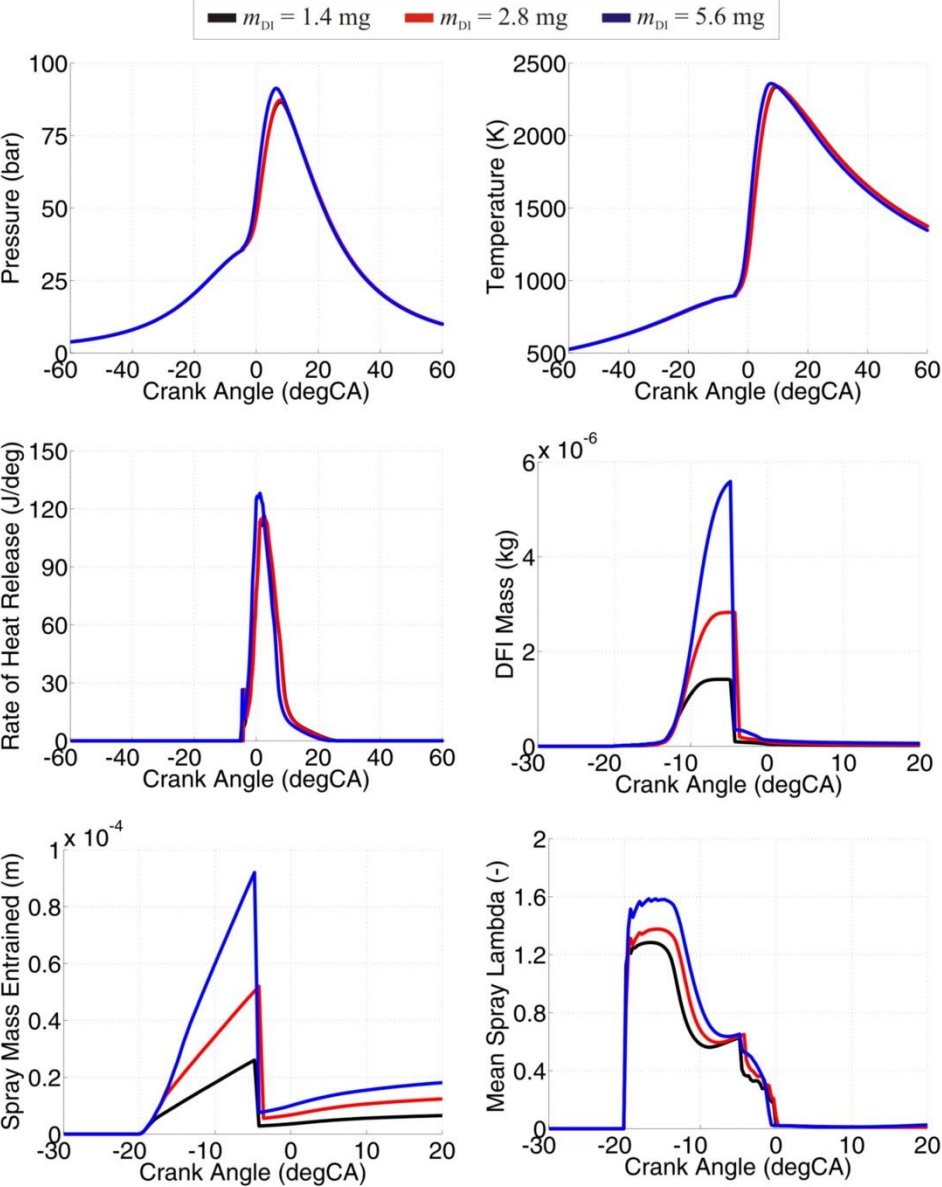 m_DI = 1.4 mg m_DI = 2.8 mg m_DI = 5.6 mg
100
75
50
25
0
Pressure (bar)
-60 -40 -20 0 20 40 60
Crank Angle (degCA)
2500
2000
1500
1000
500
Temperature (K)
-60 -40 -20 0 20 40 60
Crank Angle (degCA)
150
120
90
60
30
0
Rate of Heat Release (J/deg)
-60 -40 -20 0 20 40 60
Crank Angle (degCA)
x 10^-6
6
4
2
0
DFI Mass (kg)
-30 -20 -10 0 10 20
Crank Angle (degCA)
x 10^-4
1
0.8
0.6
0.4
0.2
0
Spray Mass Entrained (m)
-30 -20 -10 0 10 20
Crank Angle (degCA)
2
1.6
1.2
0.8
0.4
0
Mean Spray Lambda (-)
-30 -20 -10 0 10 20
Crank Angle (degCA)